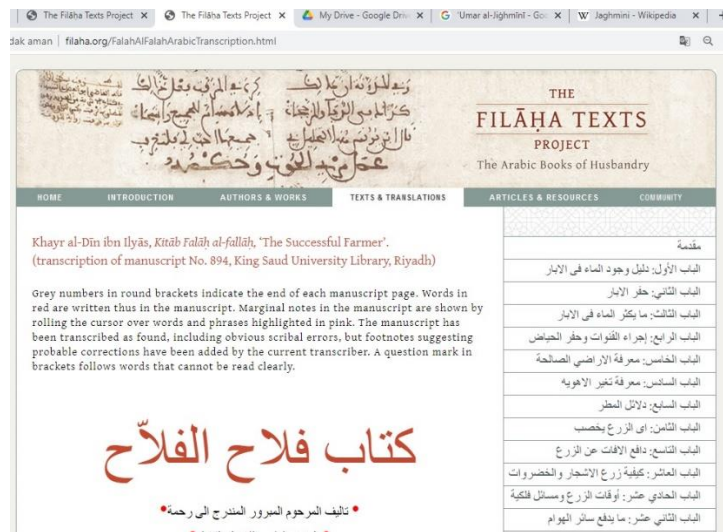 The Filāḥa Texts Project
The Filāḥa Texts Project
My Drive - Google Driv
'Umar al-Jighmīnī - Goo
Jaghmini - Wikipedia
dak aman | filaha.org/FalahAlFalahArabicTranscription.html
THE
FILĀḤA TEXTS
PROJECT
The Arabic Books of Husbandry
HOME INTRODUCTION AUTHORS & WORKS TEXTS & TRANSLATIONS ARTICLES & RESOURCES COMMUNITY
Khayr al-Dīn ibn Ilyās, Kitāb Falāḥ al-fallāḥ, ‘The Successful Farmer’.
(transcription of manuscript No. 894, King Saud University Library, Riyadh)
Grey numbers in round brackets indicate the end of each manuscript page. Words in
red are written thus in the manuscript. Marginal notes in the manuscript are shown by
rolling the cursor over words and phrases highlighted in pink. The manuscript has
been transcribed as found, including obvious scribal errors, but footnotes suggesting
probable corrections have been added by the current transcriber. A question mark in
brackets follows words that cannot be read clearly.
كتاب فلاح الفلاّح
تاليف المرحوم المبرور المندرج الى رحمة
مقدمة
الباب الأول: دليل وجود الماء فى الابار
الباب الثاني: حفر الابار
الباب الثالث: ما يكثر الماء فى الابار
الباب الرابع: إجراء القنوات وحفر الحياض
الباب الخامس: معرفة الاراضي الصالحة
الباب السادس: معرفة تغير الاهويه
الباب السابع: دلائل المطر
الباب الثامن: اى الزرع يخصب
الباب التاسع: دافع الافات عن الزرع
الباب العاشر: كيفية زرع الاشجار والخضروات
الباب الحادي عشر: أوقات الزرع ومسائل فلكية
الباب الثاني عشر: ما يدفع سائر الهوام